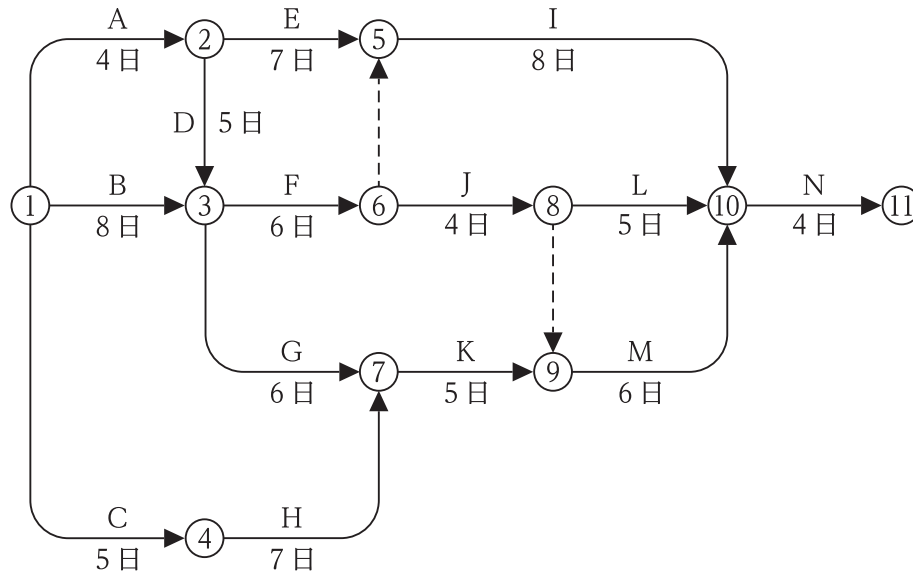 A E I
4日 ② 7日 ⑤ 8日
D 5日
B F J L N
① 8日 ③ 6日 ⑥ 4日 ⑧ 5日 ⑩ 4日 ⑪
G K M
6日 ⑦ 5日 ⑨ 6日
C H
5日 ④ 7日